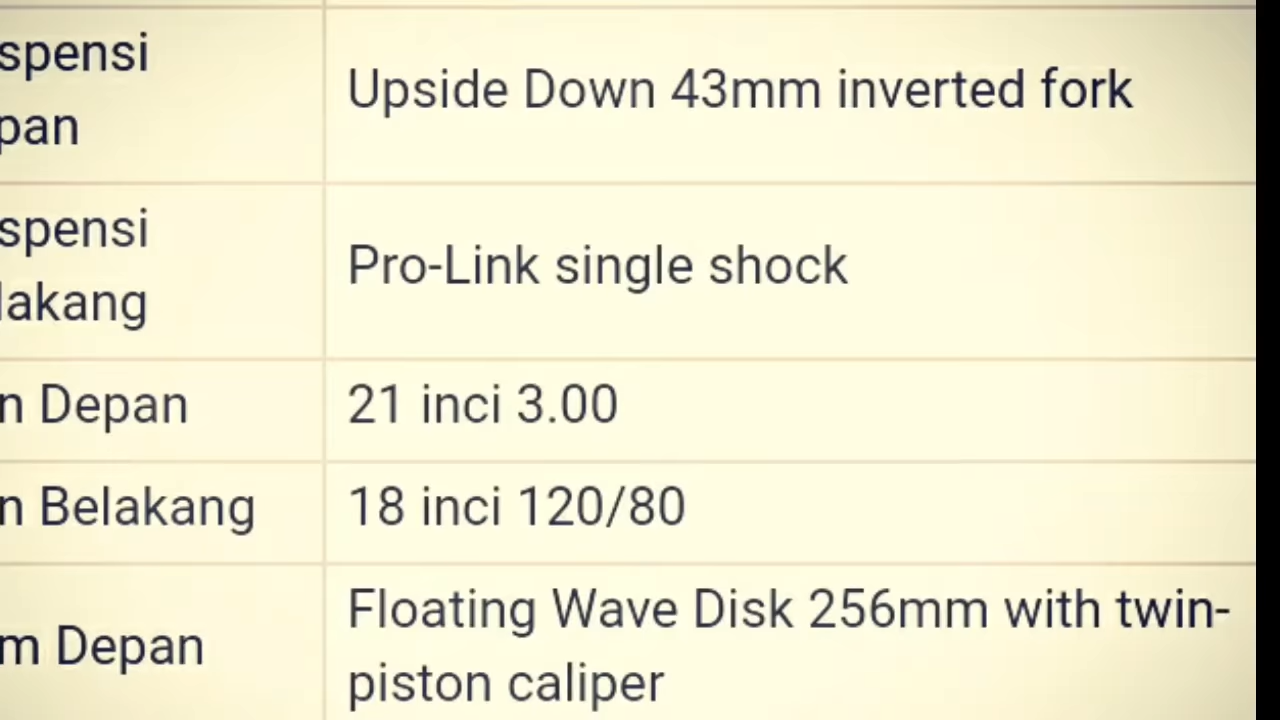 spensi
pan
Upside Down 43mm inverted fork
spensi
lakang
Pro-Link single shock
n Depan
21 inci 3.00
n Belakang
18 inci 120/80
m Depan
Floating Wave Disk 256mm with twin-
piston caliper